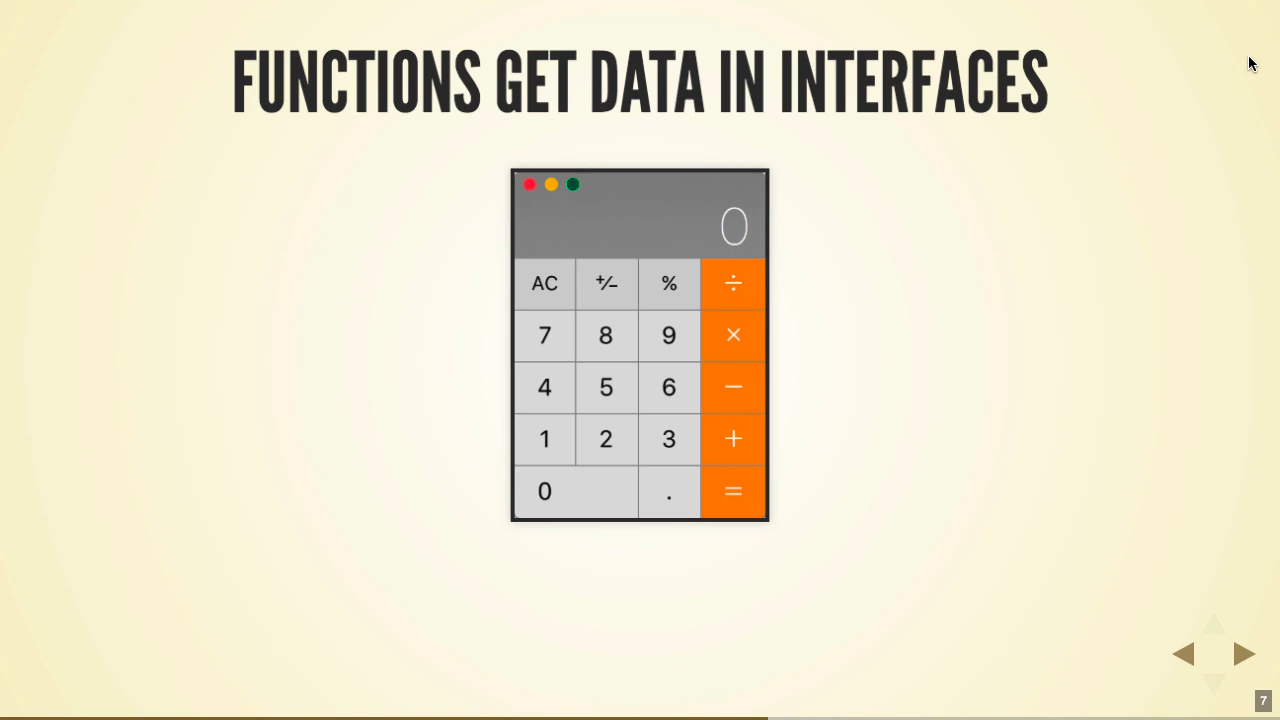 FUNCTIONS GET DATA IN INTERFACES
0
AC +/− % ÷
7 8 9 ×
4 5 6 −
1 2 3 +
0 . =
7